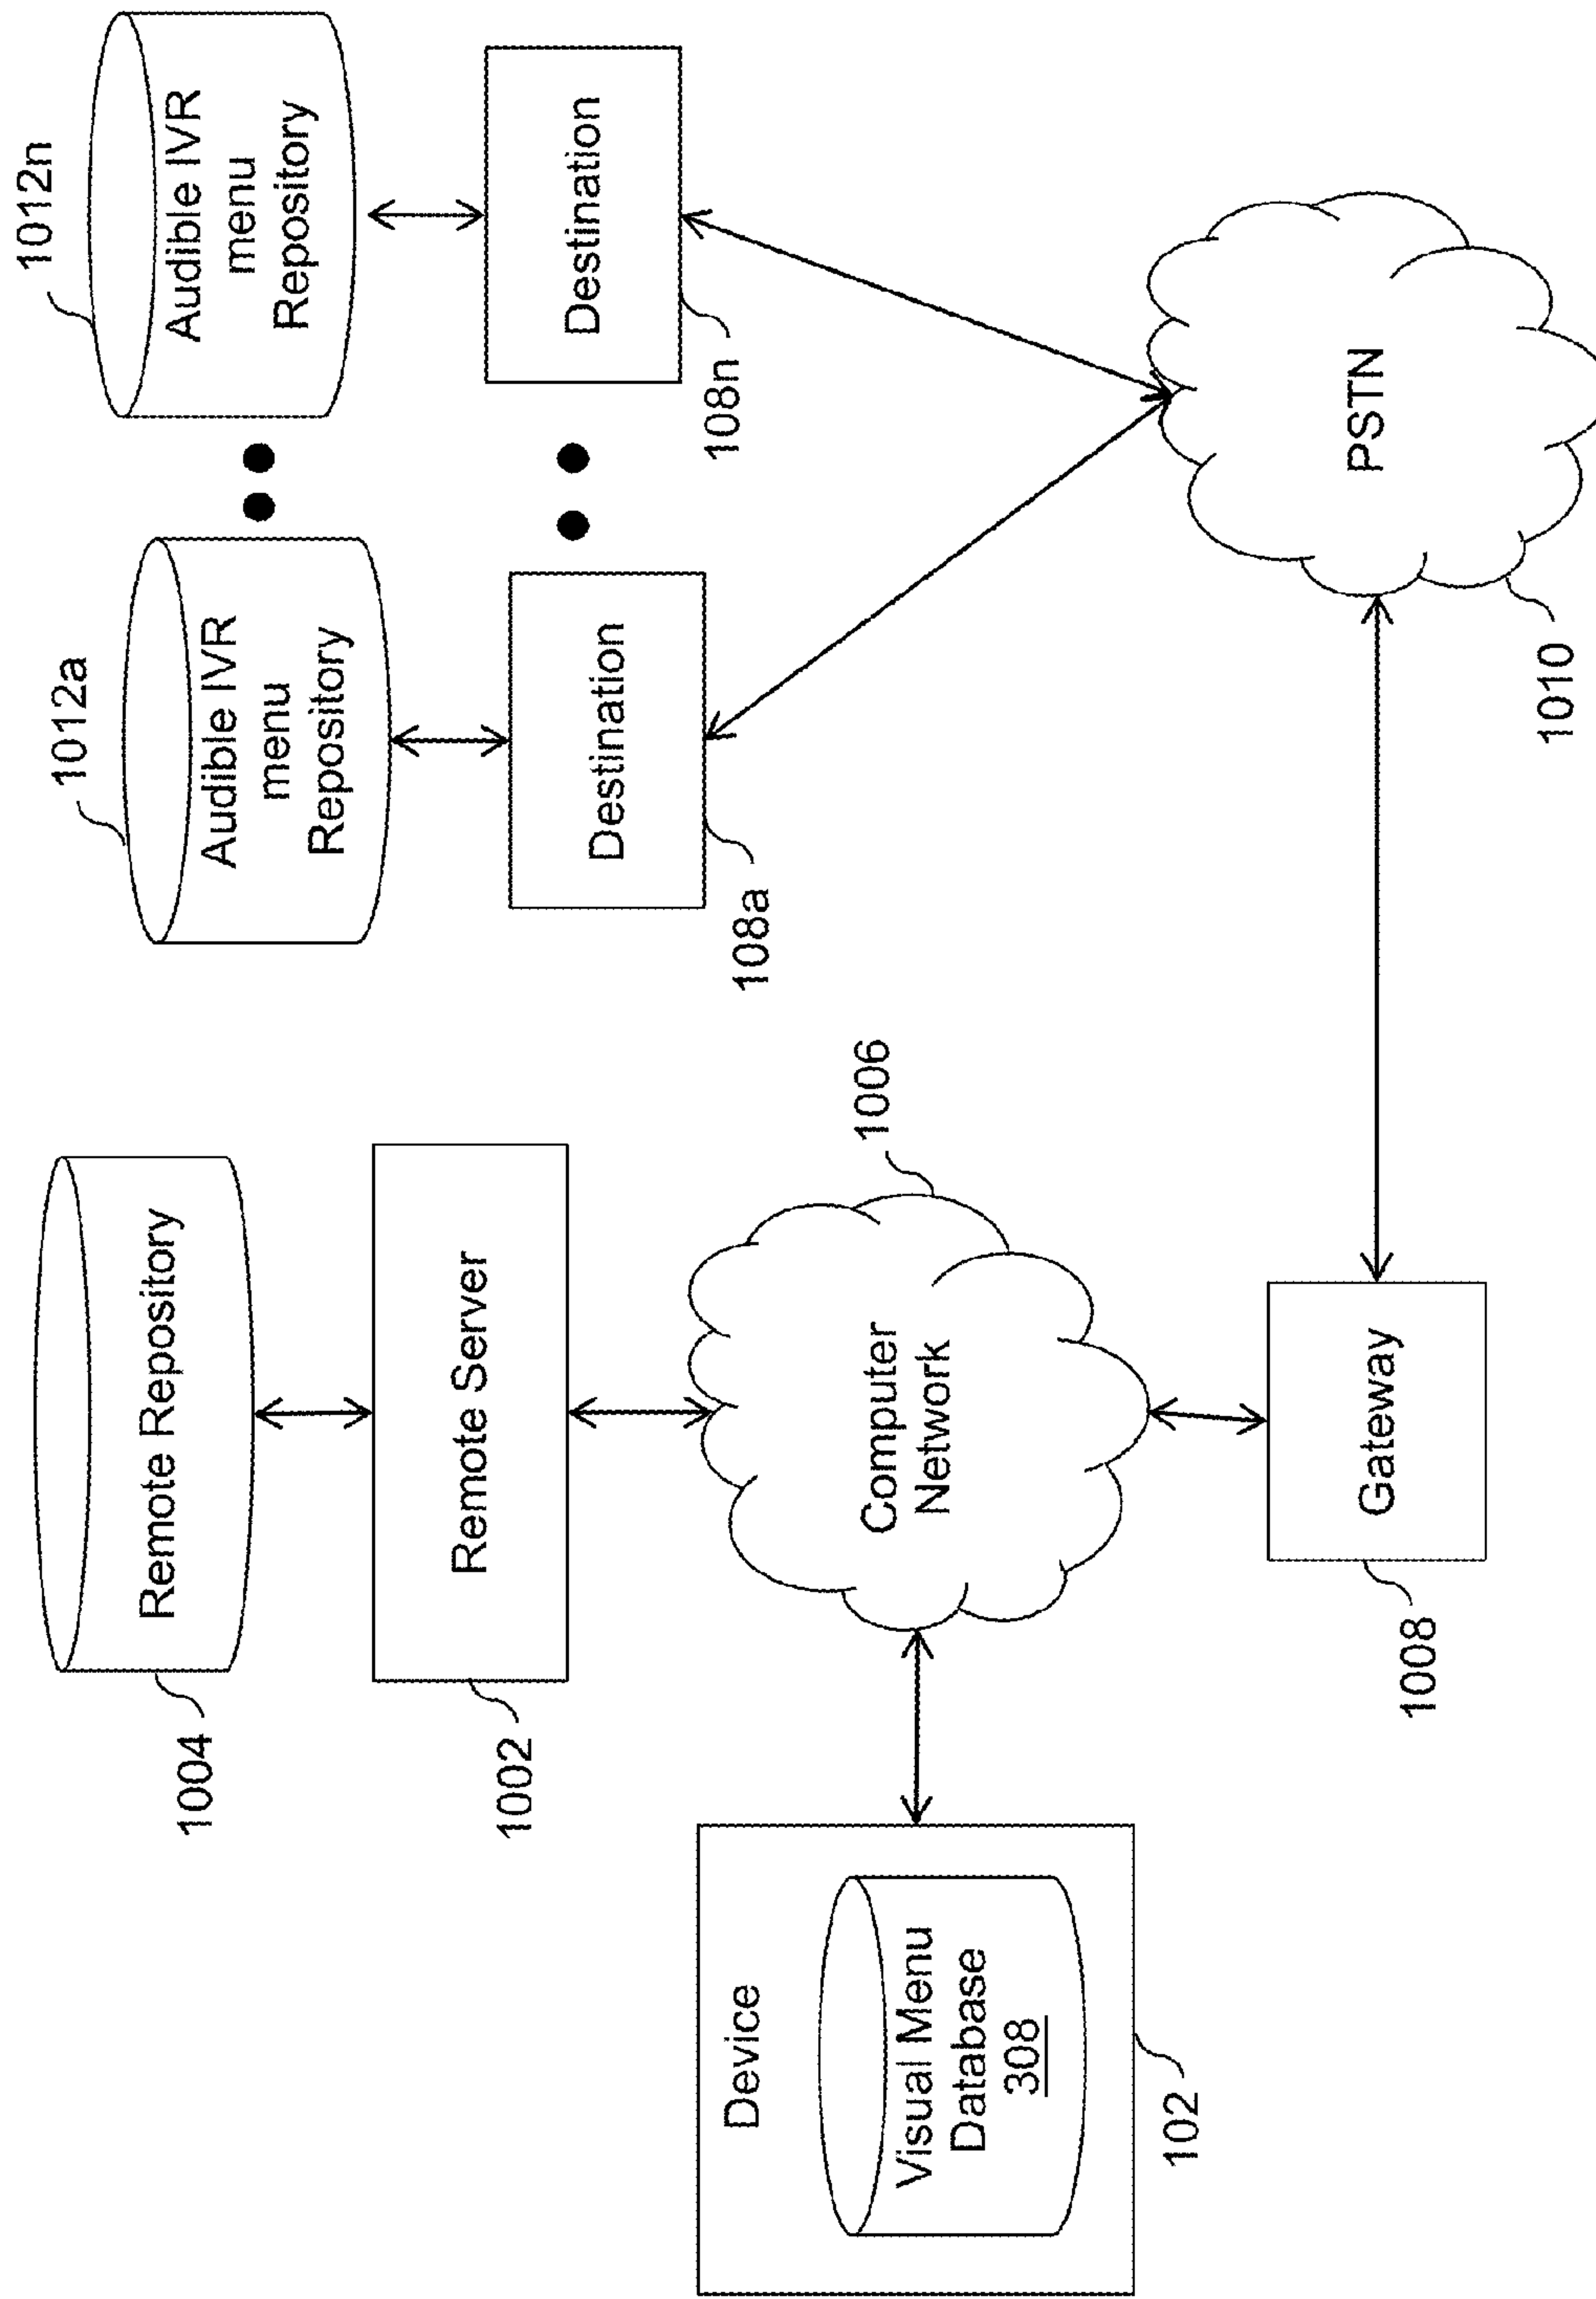 1004
Remote Repository
1002
Remote Server
Device
Visual Menu
Database
308
102
Computer
Network
1006
1008
Gateway
1012a
Audible IVR
menu
Repository
1012n
Audible IVR
menu
Repository
Destination
108a
Destination
108n
PSTN
1010